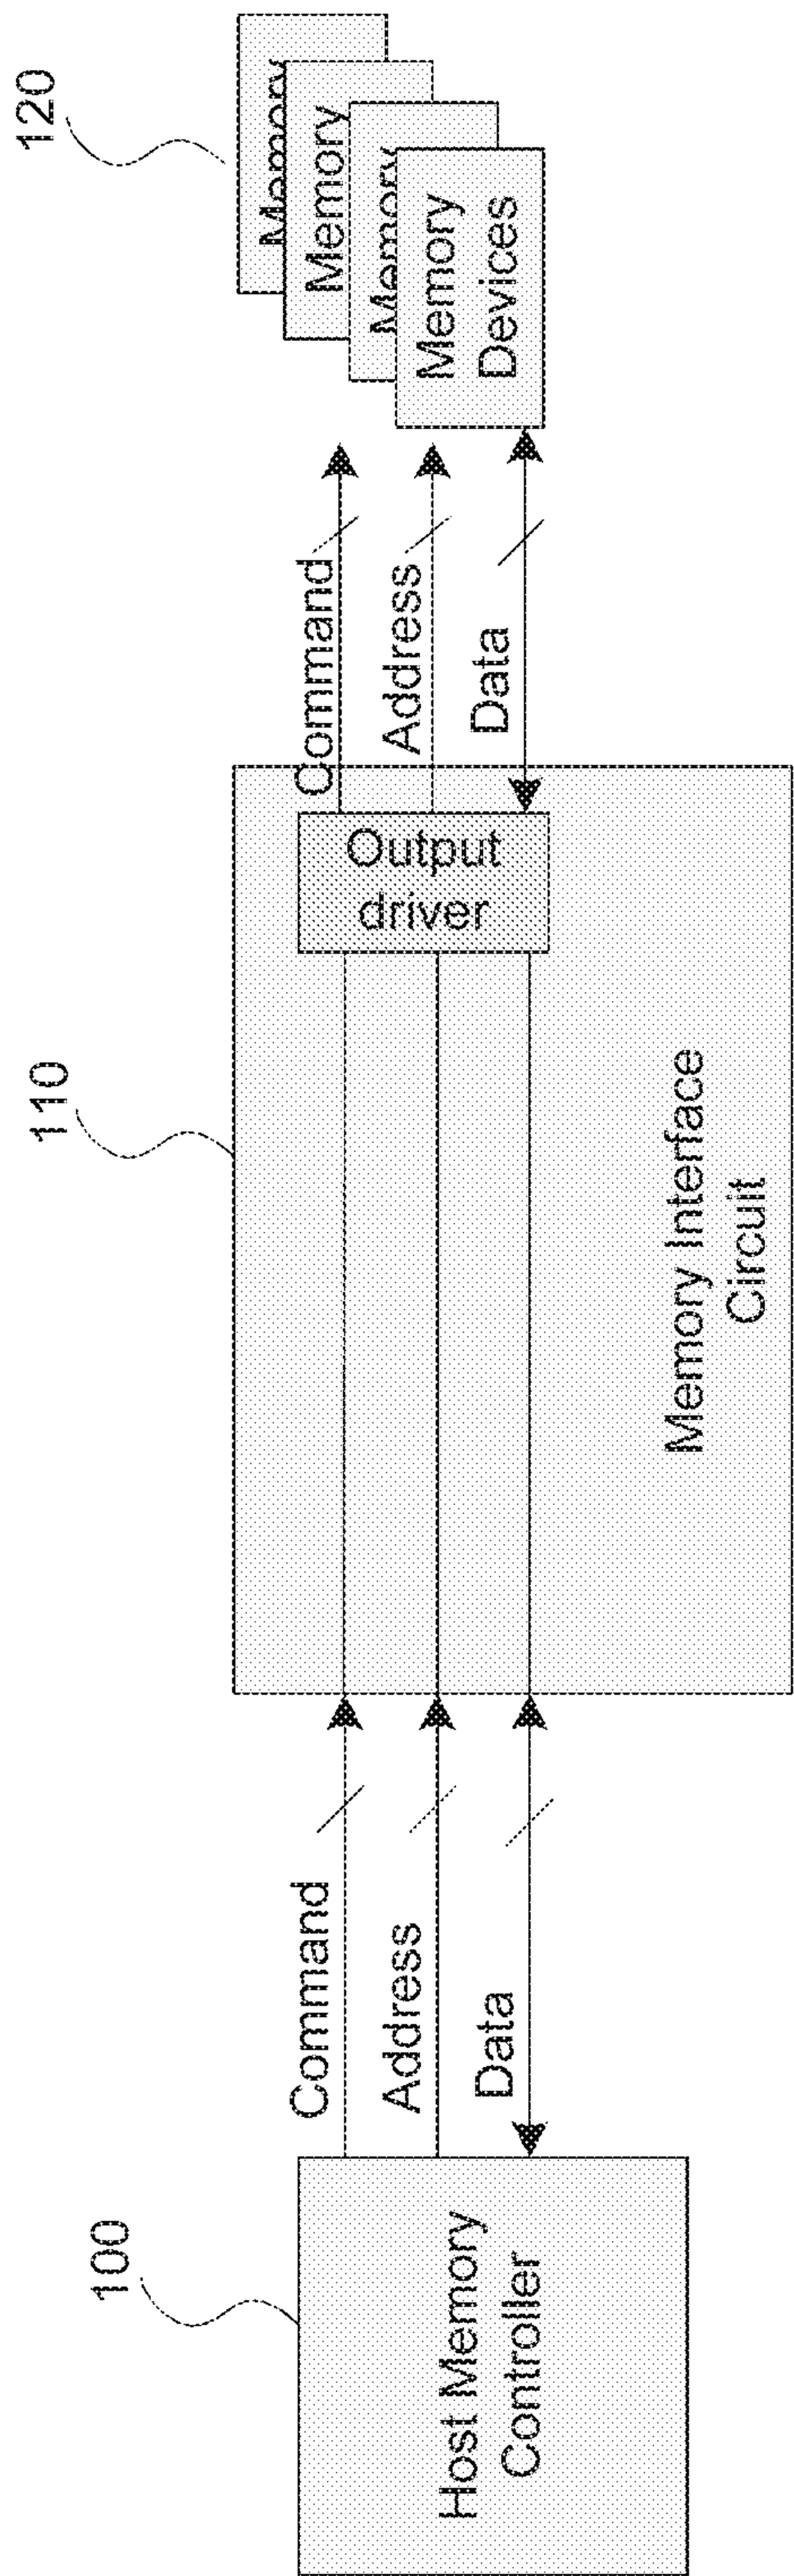 100
Host Memory
Controller
Command
Address
Data
110
Memory Interface
Circuit
Output
driver
Command
Address
Data
120
Memory
Memory
Memory
Memory
Devices